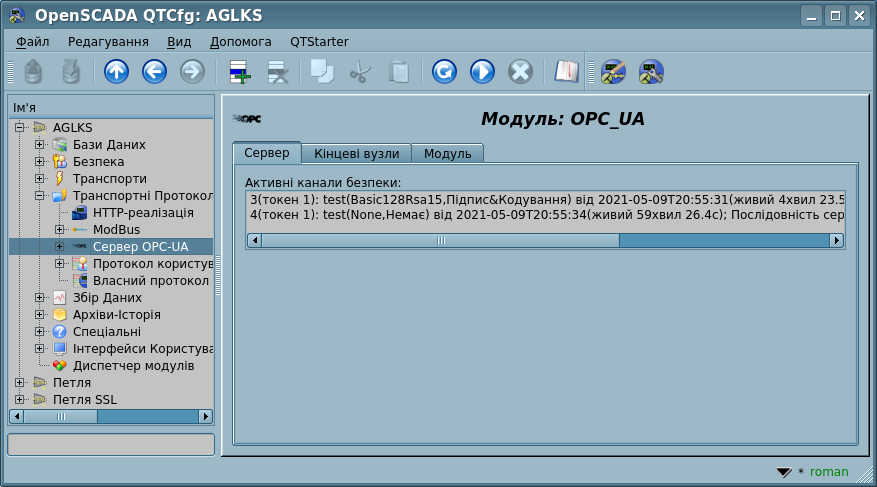 OpenSCADA QTCfg: AGLKS
Файл Редагування Вид Допомога QTStarter
Ім'я
AGLKS
Бази Даних
Безпека
Транспорти
Транспортні Протокол
HTTP-реалізація
ModBus
Сервер OPC-UA
Протокол користув
Власний протокол
Збір Даних
Архіви-Історія
Спеціальні
Інтерфейси Користува
Диспетчер модулів
Петля
Петля SSL
OPC
Модуль: OPC_UA
Сервер Кінцеві вузли Модуль
Активні канали безпеки:
3(токен 1): test(Basic128Rsa15,Підпис&Кодування) від 2021-05-09T20:55:31(живий 4хвил 23.5
4(токен 1): test(None,Немає) від 2021-05-09T20:55:34(живий 59хвил 26.4с); Послідовність сер
* roman